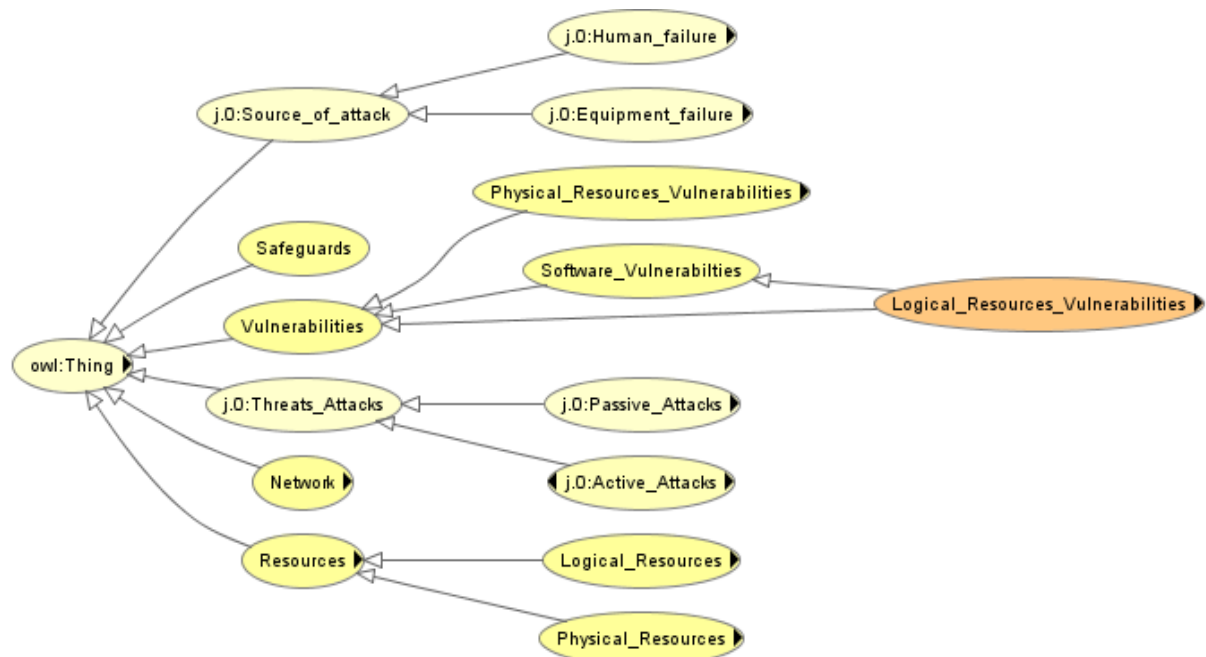 j.0:Human_failure
j.0:Source_of_attack
j.0:Equipment_failure
Physical_Resources_Vulnerabilities
Safeguards
Software_Vulnerabilties
Logical_Resources_Vulnerabilities
Vulnerabilities
owl:Thing
j.0:Threats_Attacks
j.0:Passive_Attacks
Network
j.0:Active_Attacks
Resources
Logical_Resources
Physical_Resources